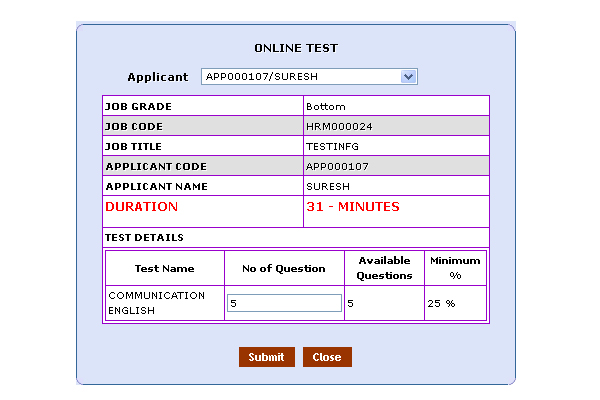 ONLINE TEST
Applicant APP000107/SURESH
JOB GRADE Bottom
JOB CODE HRM000024
JOB TITLE TESTINFG
APPLICANT CODE APP000107
APPLICANT NAME SURESH
DURATION 31 - MINUTES
TEST DETAILS
Test Name No of Question Available Questions Minimum %
COMMUNICATION ENGLISH 5 5 25 %
Submit Close